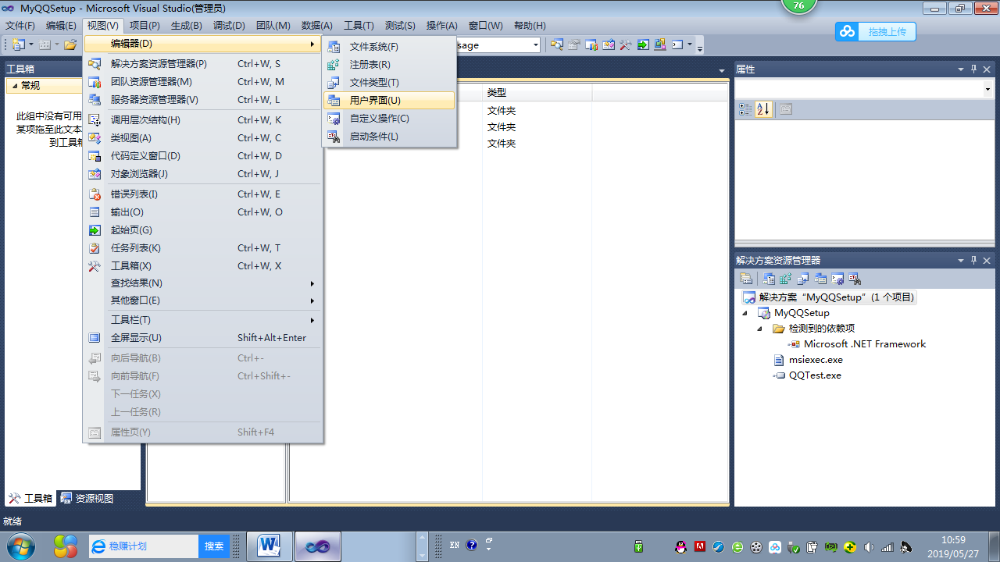 MyQQSetup - Microsoft Visual Studio(管理员)
76
文件(F) 编辑(E) 视图(V) 项目(P) 生成(B) 调试(D) 团队(M) 数据(A) 工具(T) 测试(S) 操作(A) 窗口(W) 帮助(H)
拖拽上传
sage
工具箱
常规
此组中没有可用
某项拖至此文本
到工具箱
编辑器(D)
解决方案资源管理器(P) Ctrl+W, S
团队资源管理器(M) Ctrl+W, M
服务器资源管理器(V) Ctrl+W, L
调用层次结构(H) Ctrl+W, K
类视图(A) Ctrl+W, C
代码定义窗口(D) Ctrl+W, D
对象浏览器(J) Ctrl+W, J
错误列表(I) Ctrl+W, E
输出(O) Ctrl+W, O
起始页(G)
任务列表(K) Ctrl+W, T
工具箱(X) Ctrl+W, X
查找结果(N)
其他窗口(E)
工具栏(T)
全屏显示(U) Shift+Alt+Enter
向后导航(B) Ctrl+-
向前导航(F) Ctrl+Shift+-
下一任务(X)
上一任务(R)
属性页(Y) Shift+F4
文件系统(F)
注册表(R)
文件类型(T)
用户界面(U)
自定义操作(C)
启动条件(L)
类型
文件夹
文件夹
文件夹
属性
解决方案资源管理器
解决方案 “MyQQSetup” (1 个项目)
MyQQSetup
检测到的依赖项
Microsoft .NET Framework
msiexec.exe
QQTest.exe
工具箱 资源视图
就绪
稳赚计划 搜索
EN
10:59
2019/05/27